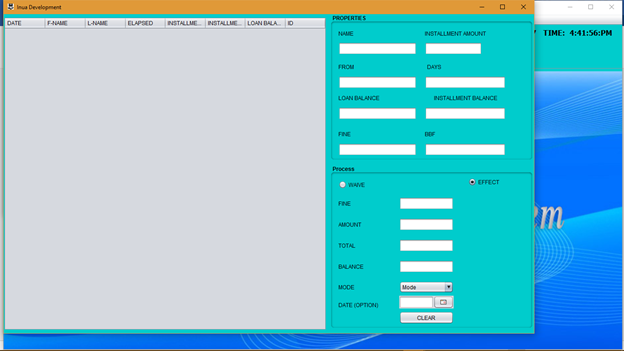 Inua Development
TIME: 4:41:56:PM
DATE F-NAME L-NAME ELAPSED INSTALLME... INSTALLME... LOAN BALA... ID
PROPERTIES
NAME INSTALLMENT AMOUNT
FROM DAYS
LOAN BALANCE INSTALLMENT BALANCE
FINE BBF
Process
WAIVE EFFECT
FINE
AMOUNT
TOTAL
BALANCE
MODE Mode
DATE (OPTION)
CLEAR